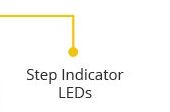 Step Indicator
LEDs